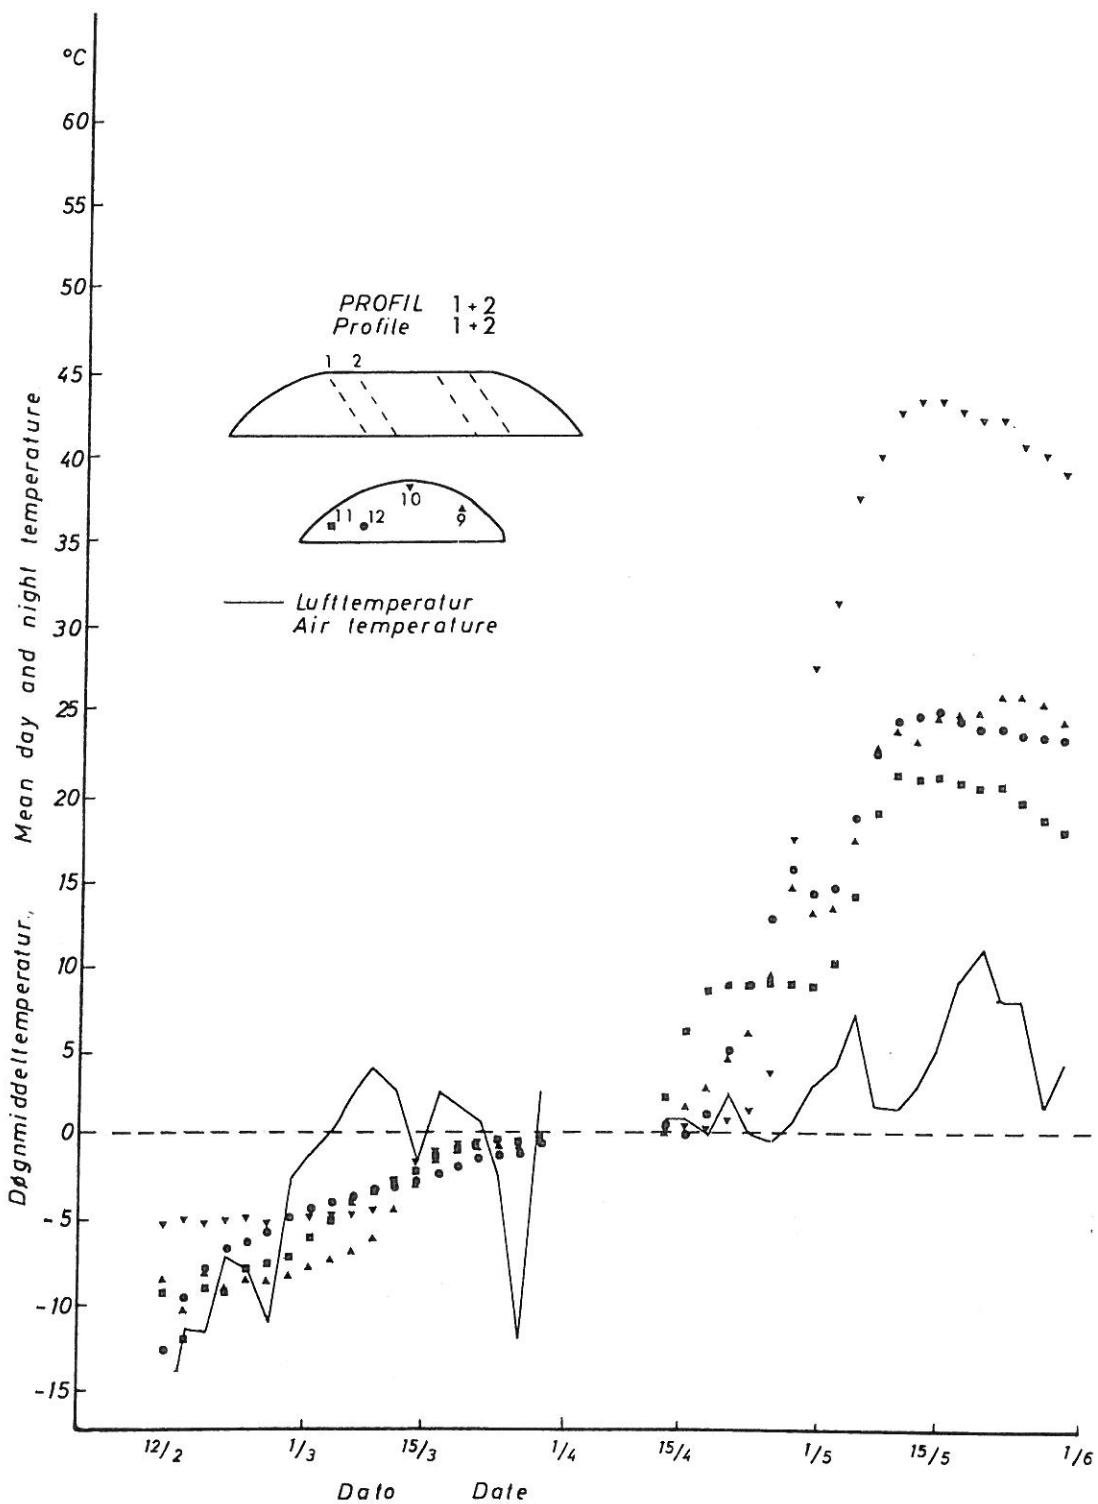 °C
60
55
50
45
40
35
30
25
20
15
10
5
0
-5
-10
-15
Døgnmiddeltemperatur., Mean day and night temperature
PROFIL 1+2
Profile 1+2
1 2
10
11 12 9
Lufttemperatur
Air temperature
12/2 1/3 15/3 1/4 15/4 1/5 15/5 1/6
Dato Date